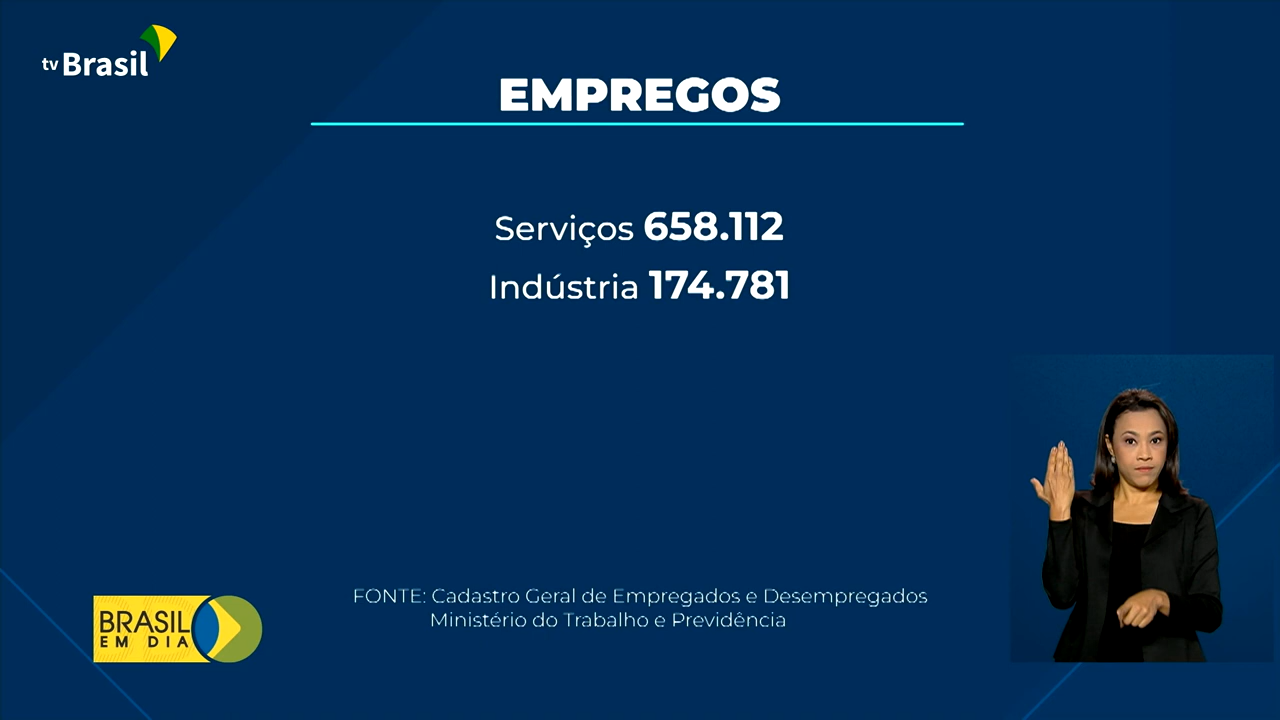 tv Brasil
EMPREGOS
Serviços 658.112
Indústria 174.781
FONTE: Cadastro Geral de Empregados e Desempregados
Ministério do Trabalho e Previdência
BRASIL
EM DIA